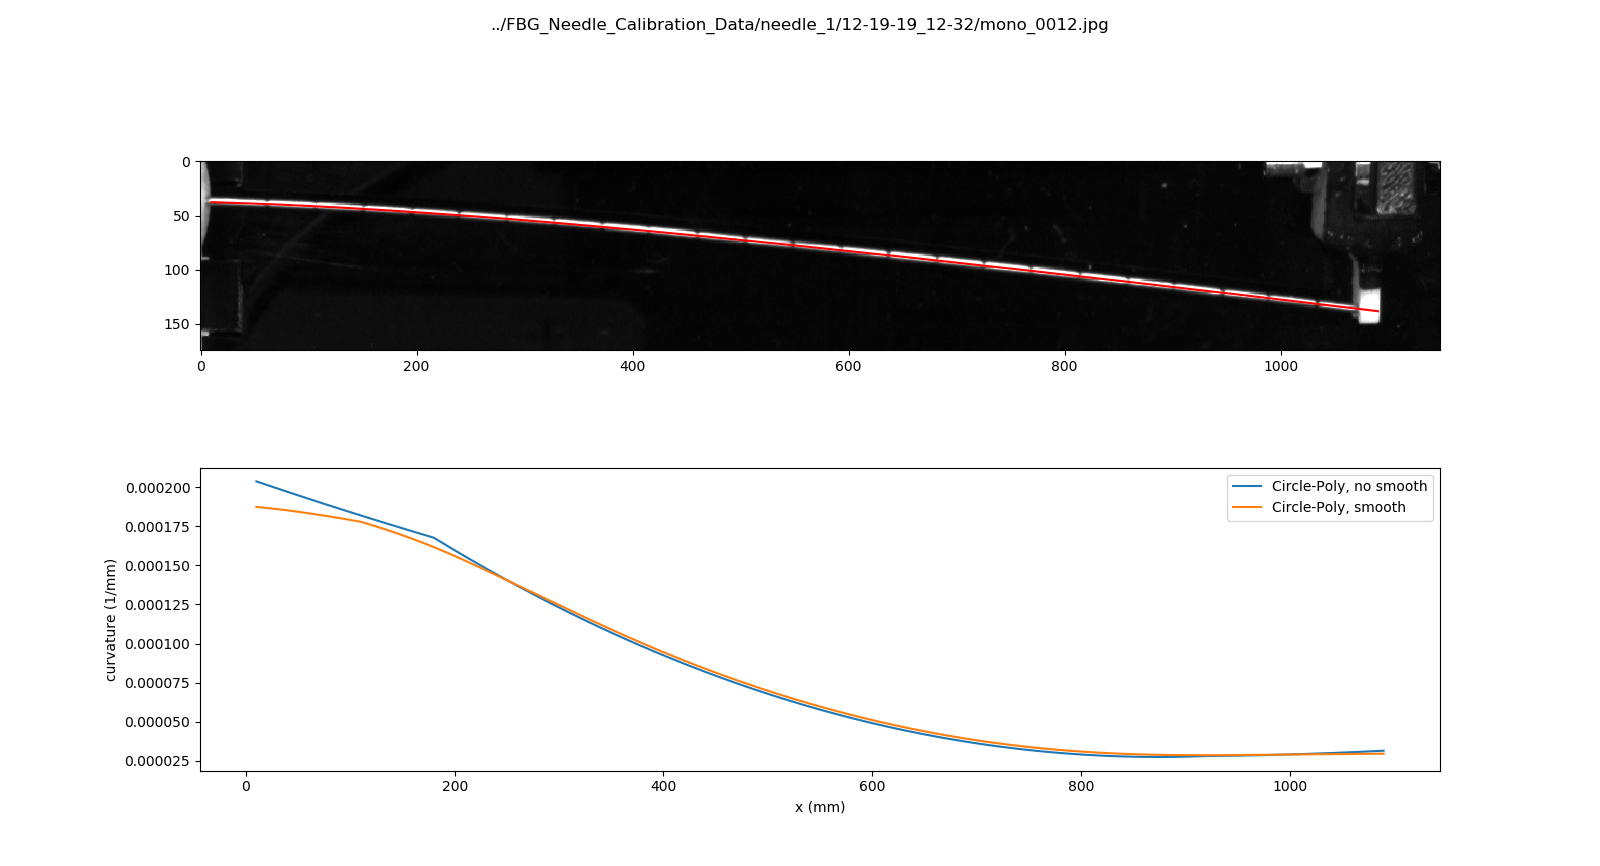 ../FBG_Needle_Calibration_Data/needle_1/12-19-19_12-32/mono_0012.jpg
0
50
100
150
0 200 400 600 800 1000
Circle-Poly, no smooth
Circle-Poly, smooth
0.000200
0.000175
0.000150
0.000125
0.000100
0.000075
0.000050
0.000025
curvature (1/mm)
0 200 400 600 800 1000
x (mm)